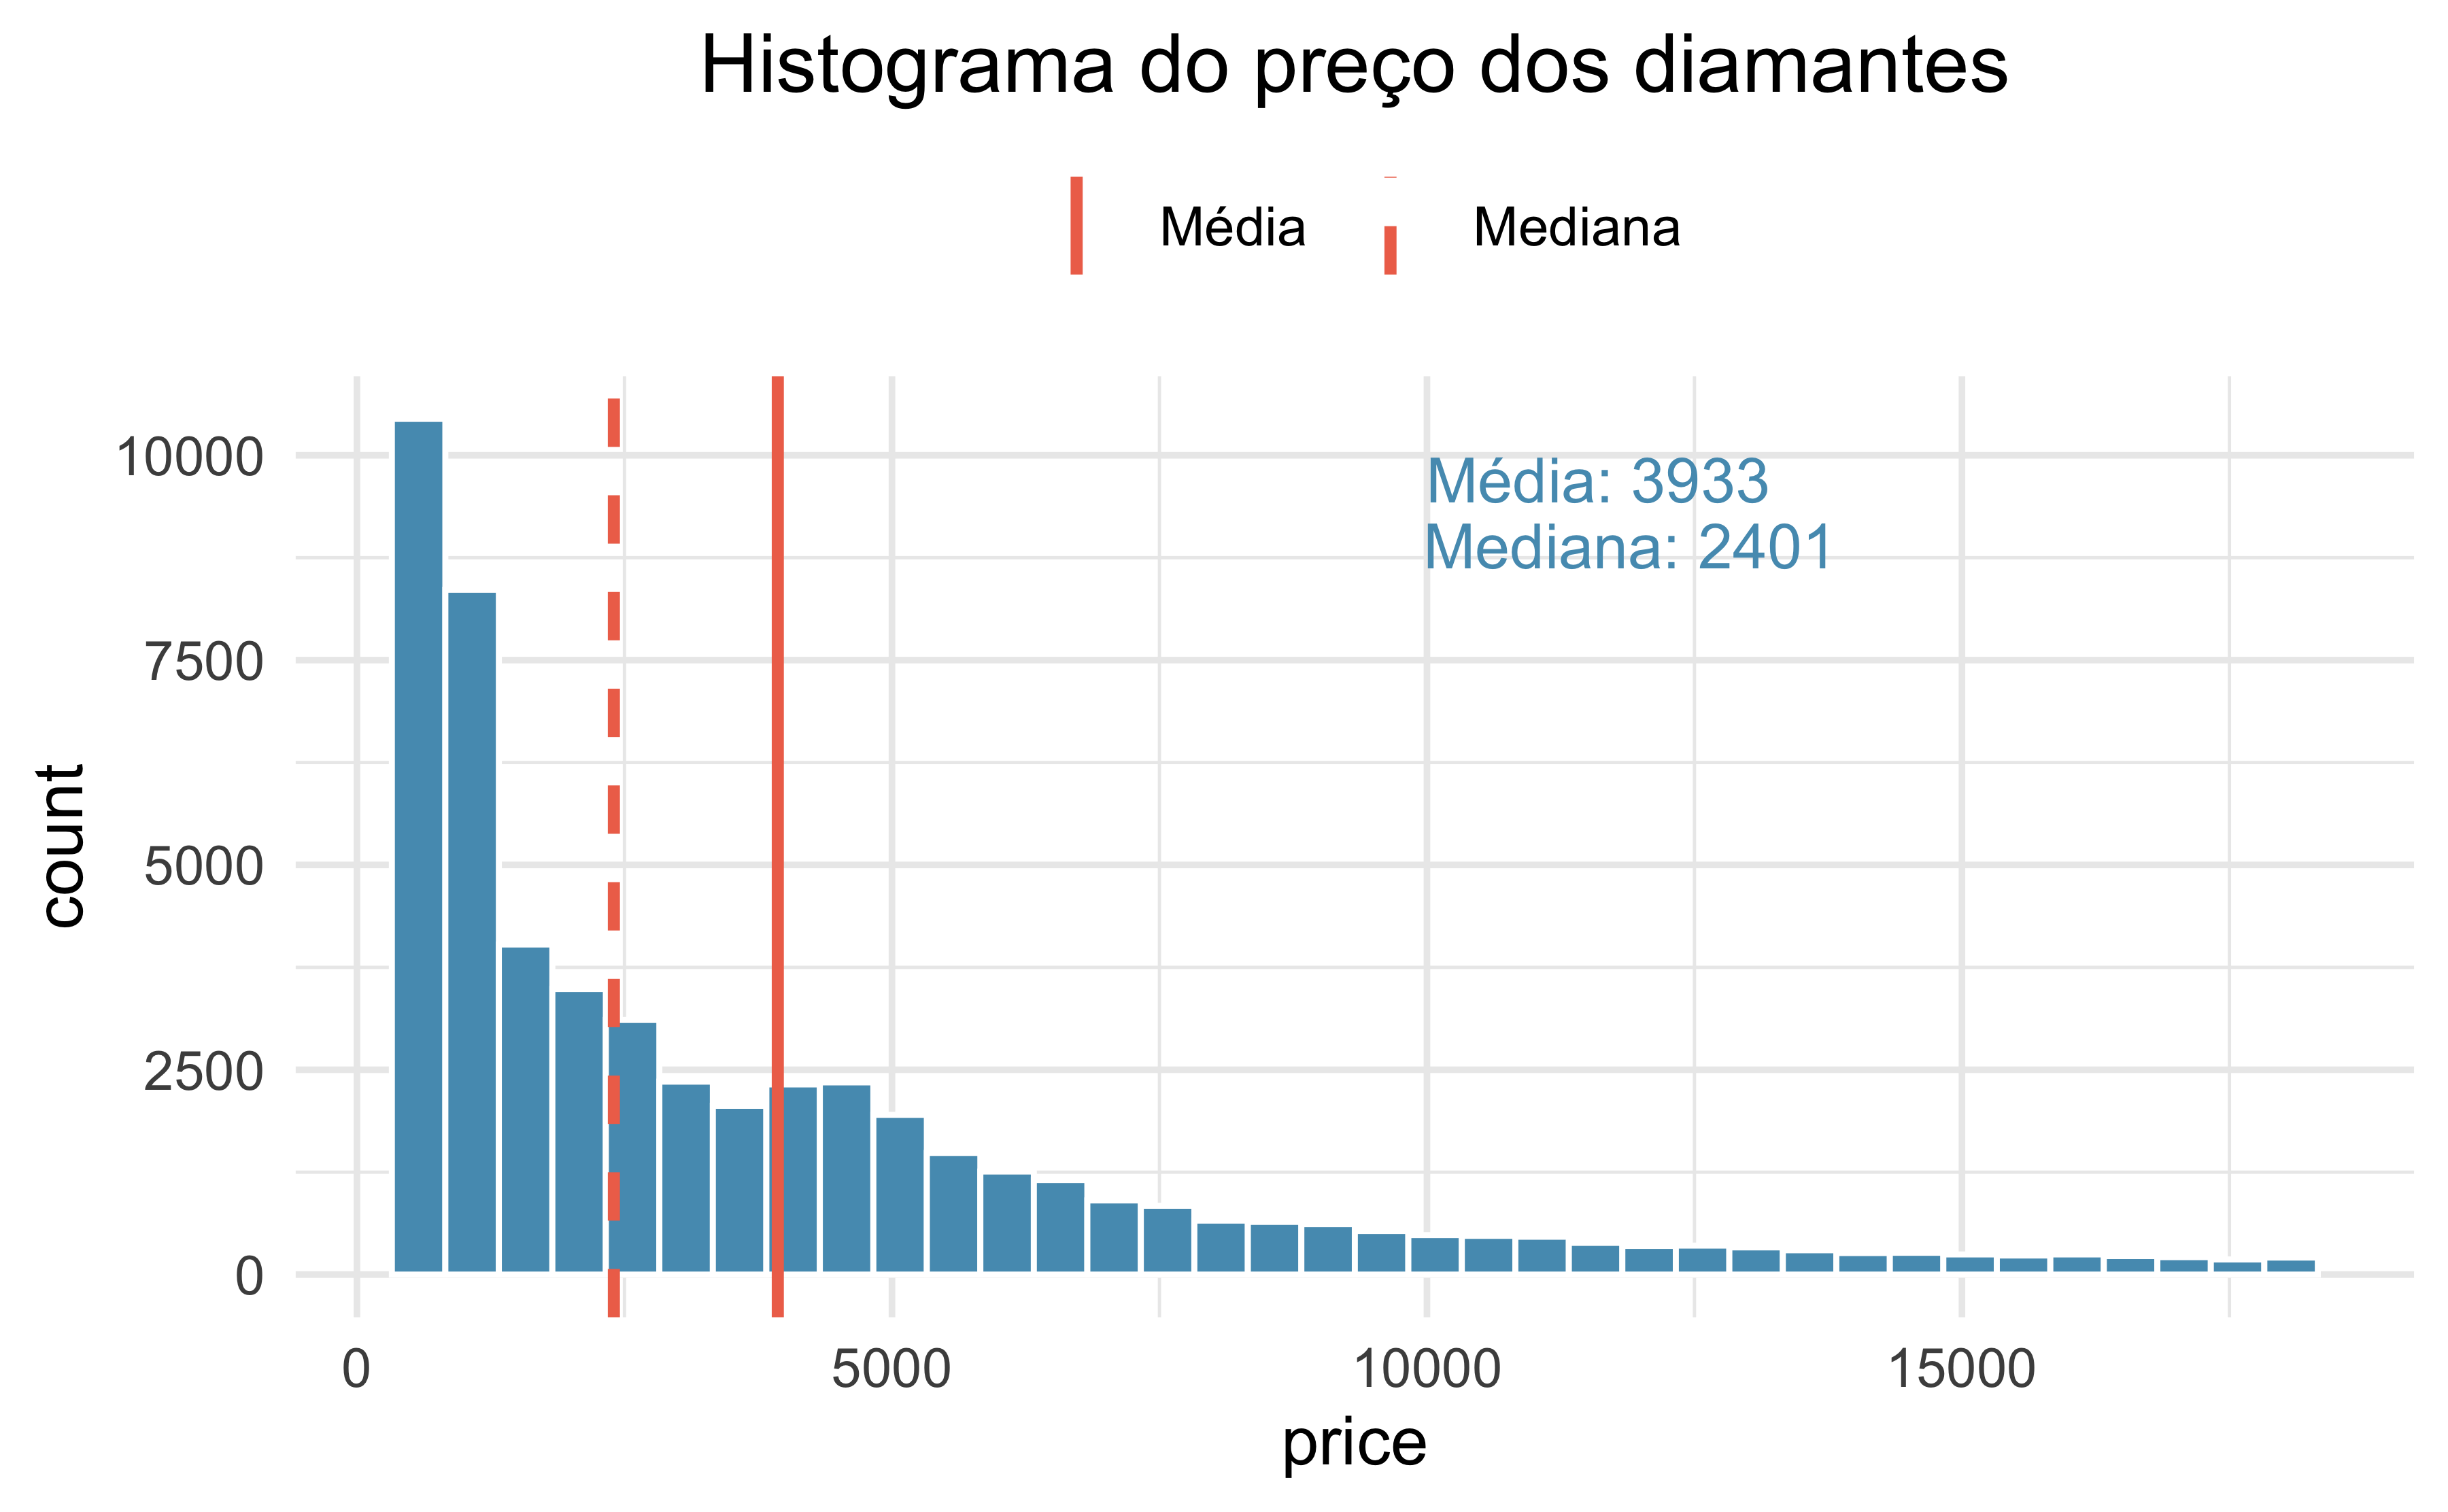 Histograma do preço dos diamantes
Média Mediana
Média: 3933
Mediana: 2401
count
10000
7500
5000
2500
0
0 5000 10000 15000
price